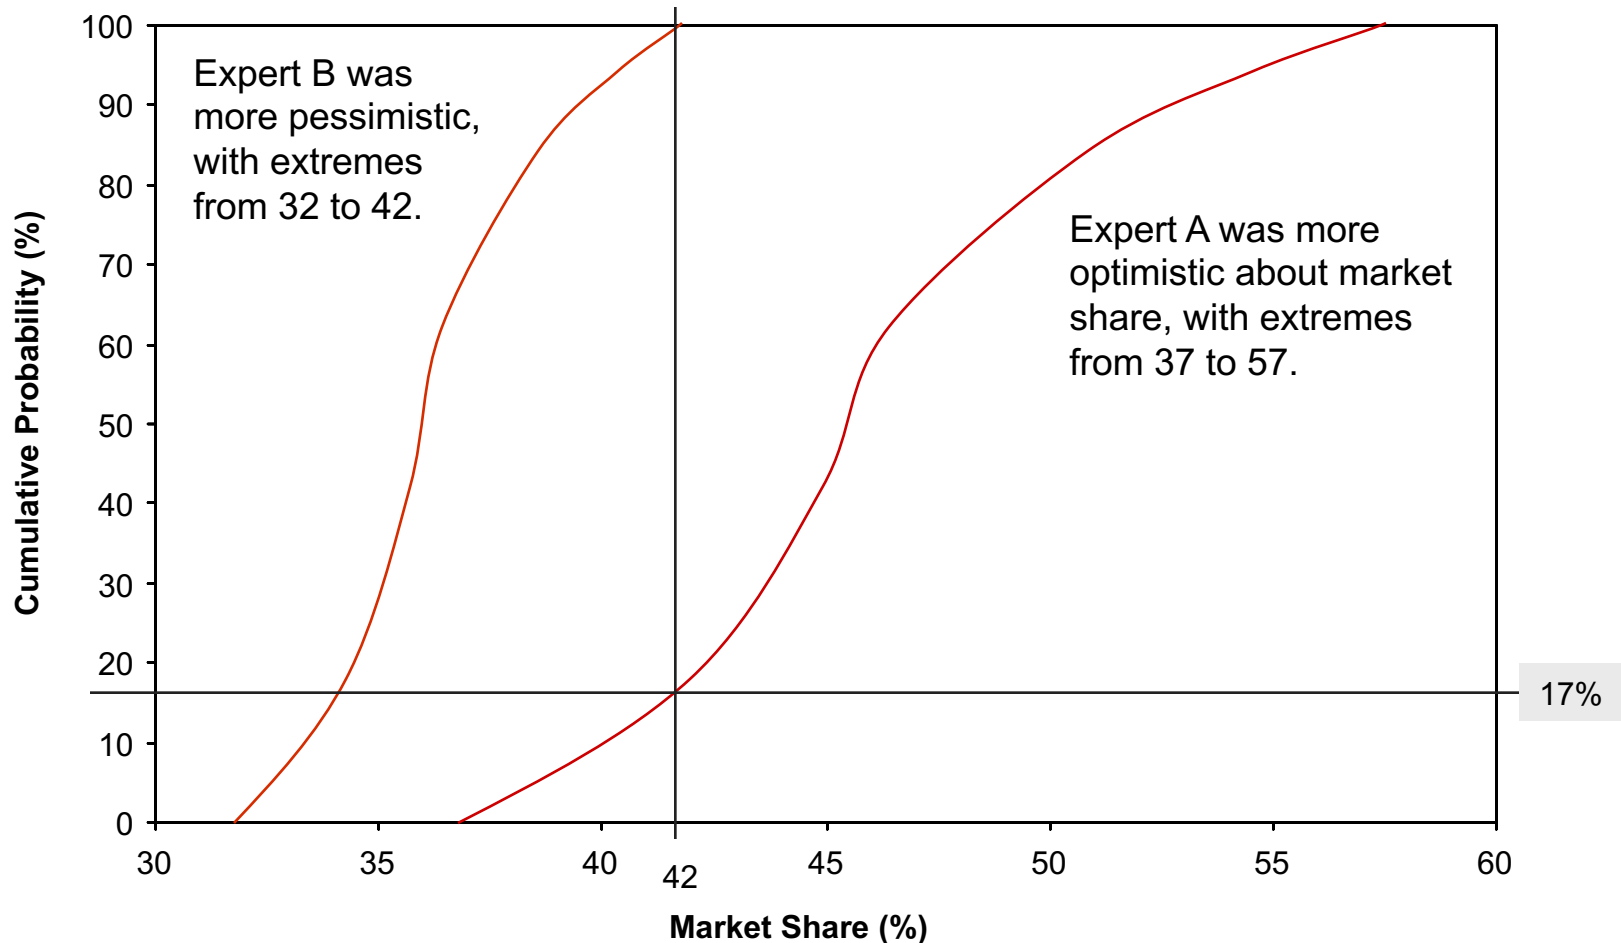 100
90
80
70
60
50
40
30
20
10
0
Cumulative Probability (%)
Expert B was
more pessimistic,
with extremes
from 32 to 42.
Expert A was more
optimistic about market
share, with extremes
from 37 to 57.
17%
30 35 40 45 50 55 60
42
Market Share (%)